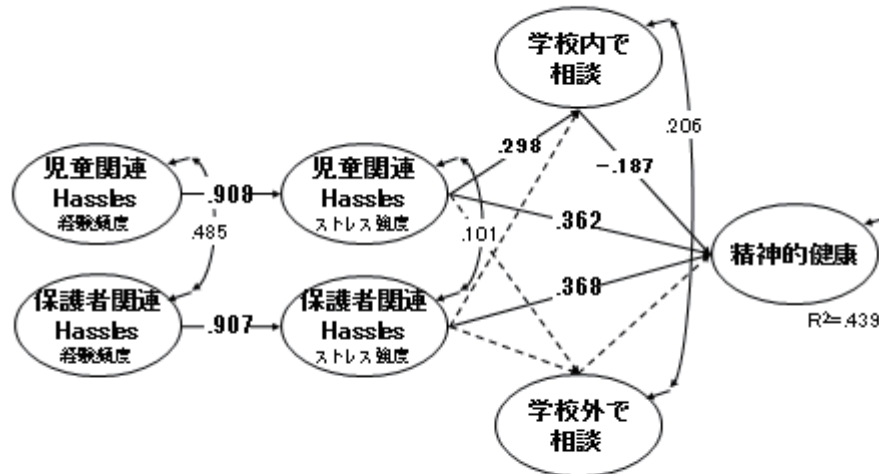 学校内で
相談
.206
.298
-.187
児童関連
Hassles
経験頻度
.908
児童関連
Hassles
ストレス強度
.485
.101
.362
精神的健康
.368
保護者関連
Hassles
経験頻度
.907
保護者関連
Hassles
ストレス強度
R²=.439
学校外で
相談